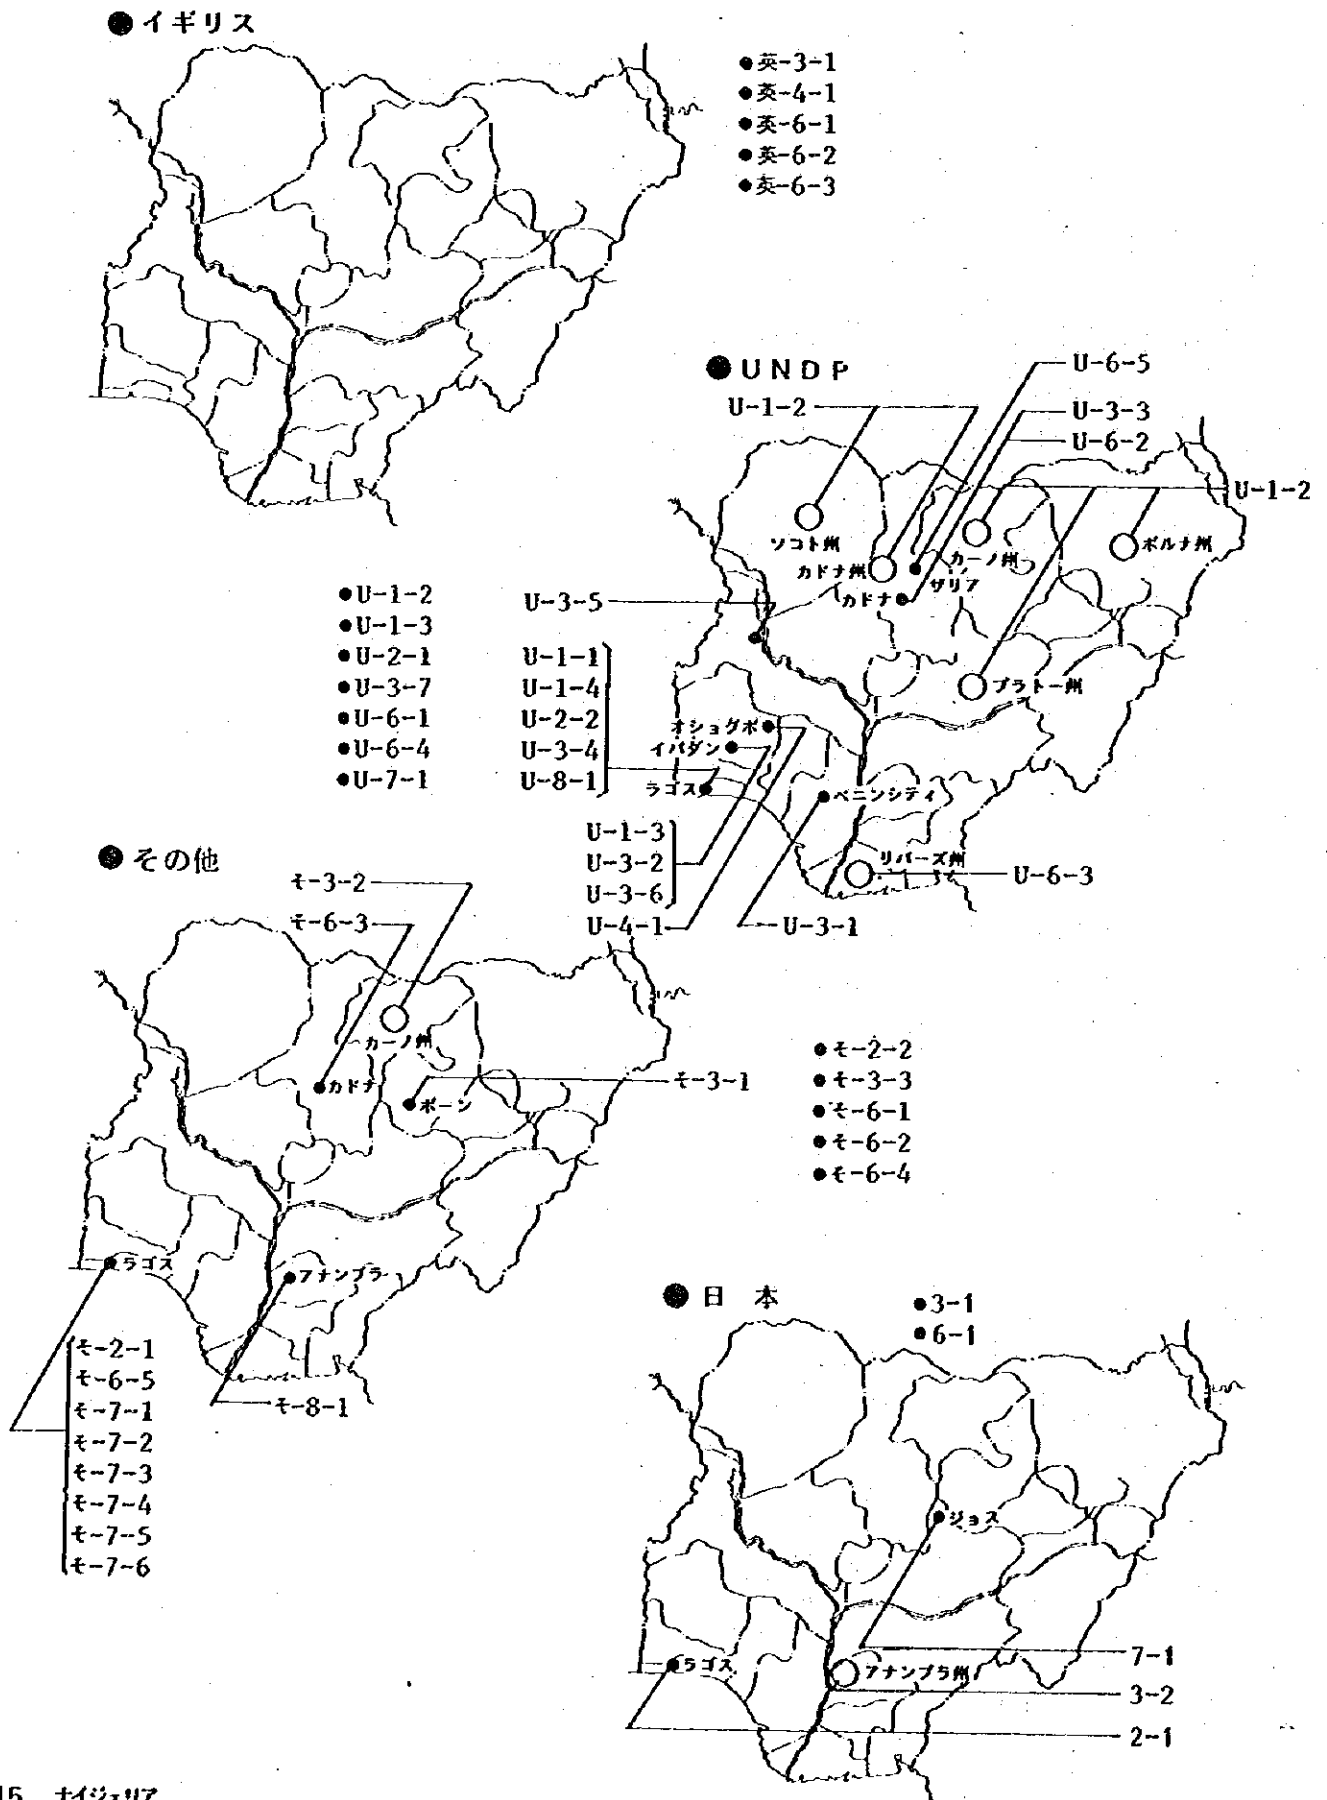 ●イギリス
●英-3-1
●英-4-1
●英-6-1
●英-6-2
●英-6-3
●UNDP
U-6-5
U-1-2
U-3-3
U-6-2
U-1-2
ソコト州
カドナ州
カーノ州
ボルナ州
ザリア
カドナ
プラトー州
●U-1-2
●U-1-3
●U-2-1
●U-3-7
●U-6-1
●U-6-4
●U-7-1
U-3-5
U-1-1
U-1-4
U-2-2
U-3-4
U-8-1
オショグボ
イバダン
ラゴス
ベニンシティ
U-1-3
U-3-2
U-3-6
U-4-1
U-3-1
リバーズ州
U-6-3
●その他
そ-3-2
そ-6-3
カーノ州
カドナ
ボーン
そ-3-1
●そ-2-2
●そ-3-3
●そ-6-1
●そ-6-2
●そ-6-4
ラゴス
アナンブラ
そ-2-1
そ-6-5
そ-7-1
そ-7-2
そ-7-3
そ-7-4
そ-7-5
そ-7-6
そ-8-1
●日 本
●3-1
●6-1
ジョス
ラゴス
アナンブラ州
7-1
3-2
2-1
15 ナイジェリア